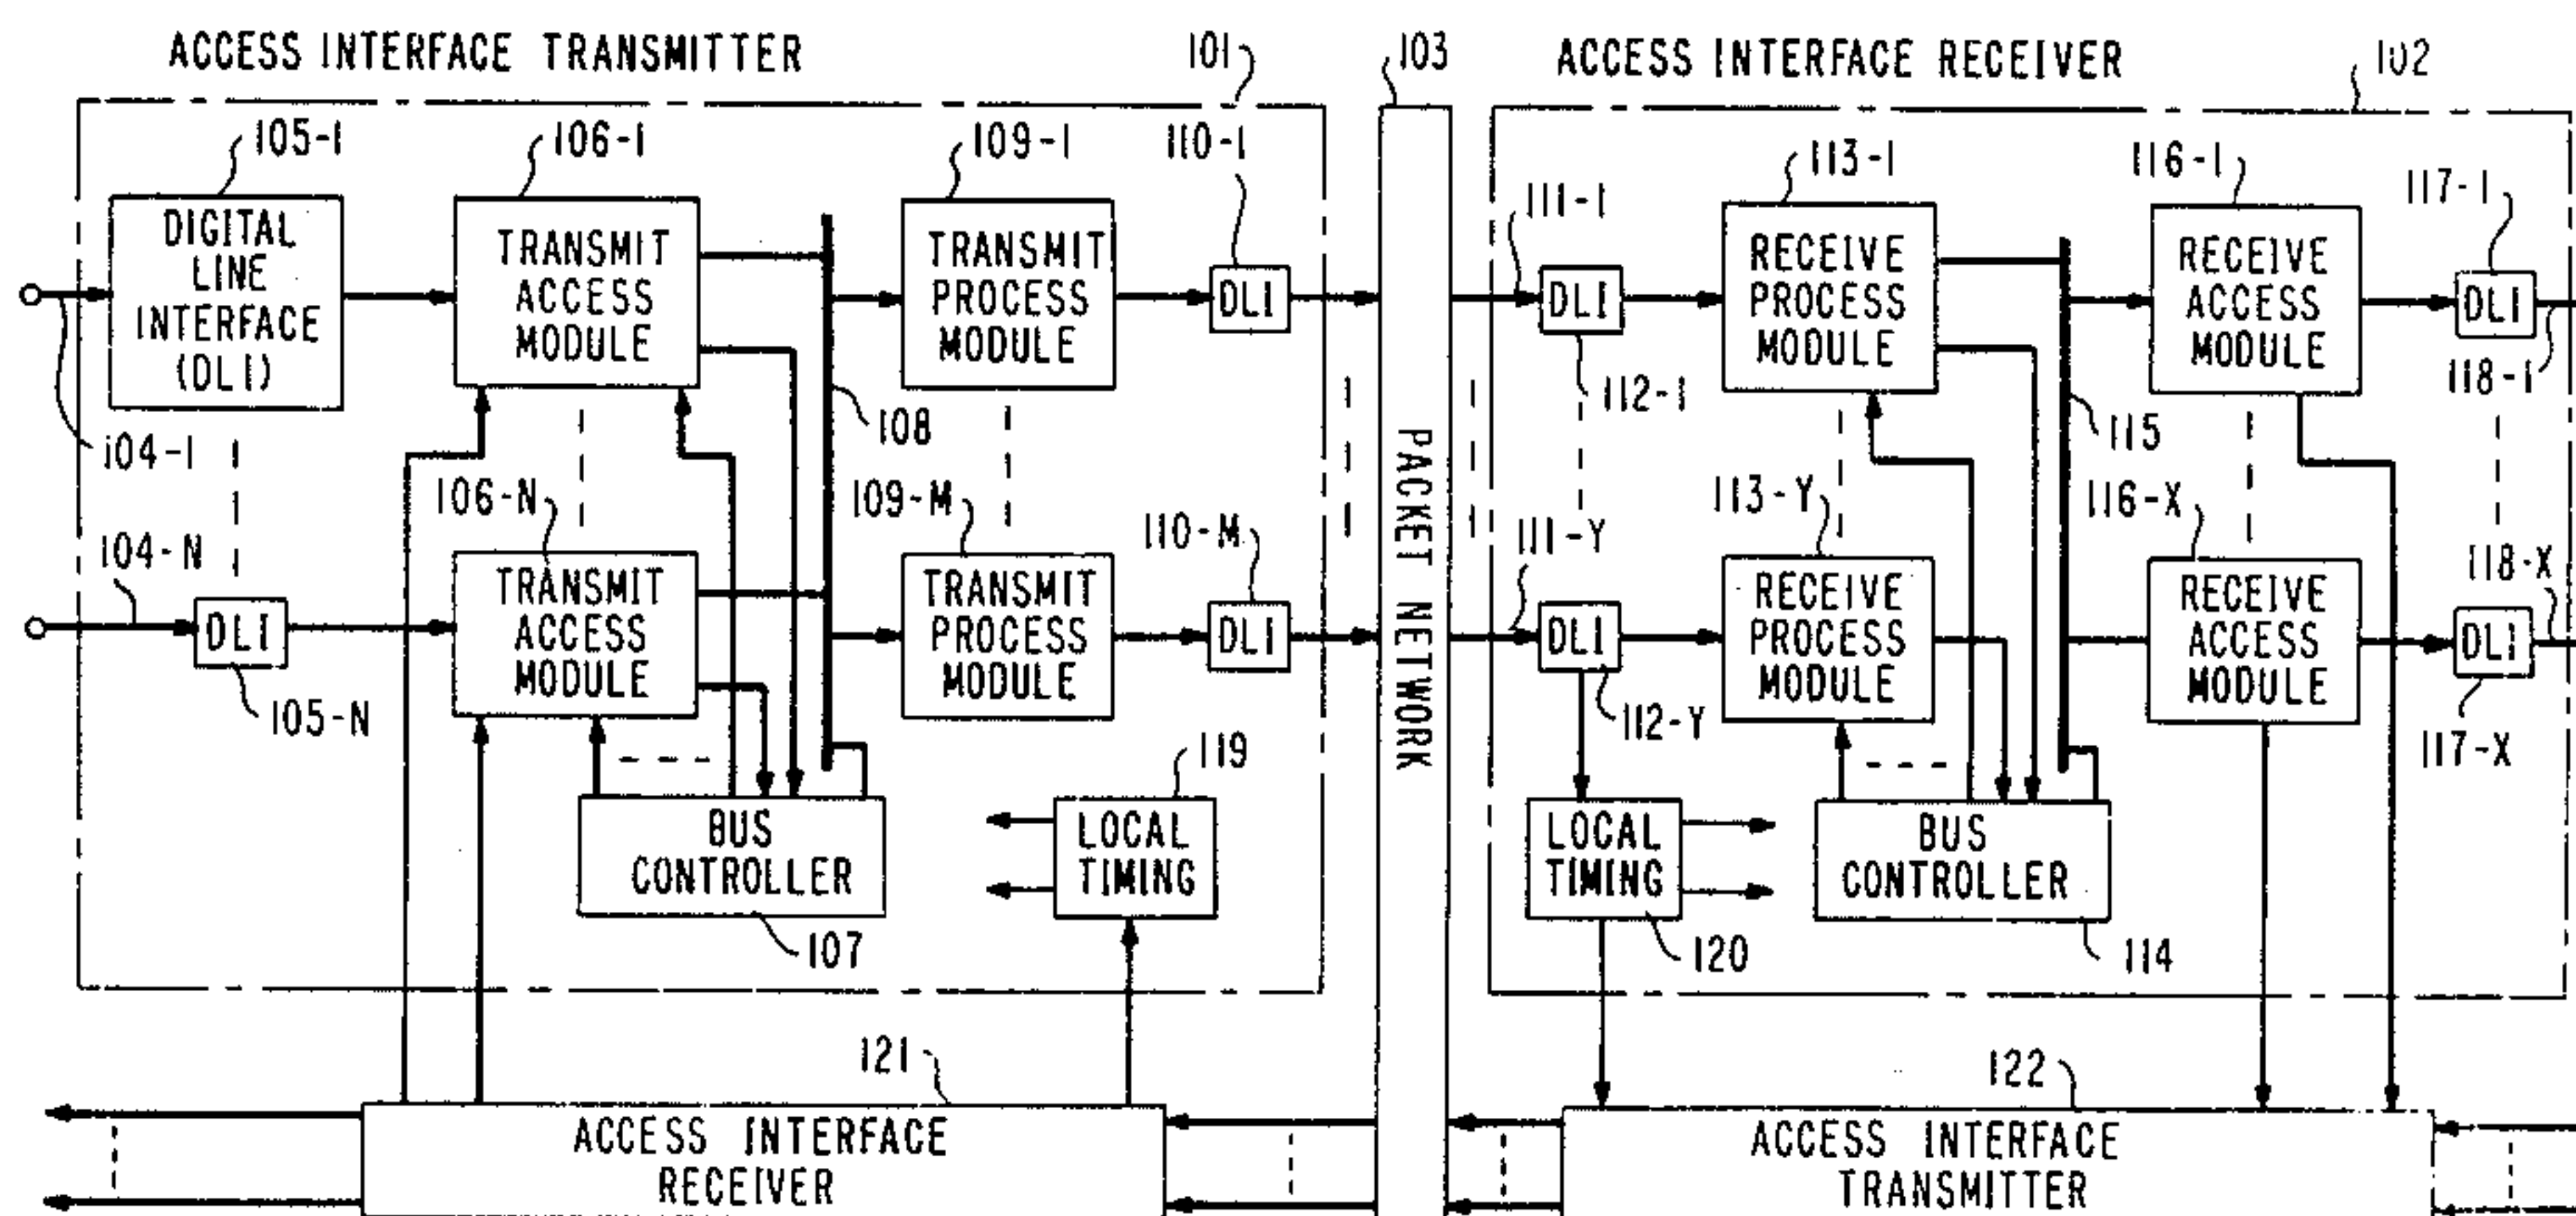 ACCESS INTERFACE TRANSMITTER
101
103
ACCESS INTERFACE RECEIVER
102
105-1
106-1
109-1
110-1
113-1
116-1
117-1
111-1
DIGITAL
LINE
INTERFACE
(DLI)
TRANSMIT
ACCESS
MODULE
TRANSMIT
PROCESS
MODULE
DLI
DLI
RECEIVE
PROCESS
MODULE
RECEIVE
ACCESS
MODULE
DLI
104-1
108
112-1
115
118-1
PACKET NETWORK
104-N
106-N
109-M
110-M
111-Y
113-Y
116-X
118-X
DLI
TRANSMIT
ACCESS
MODULE
TRANSMIT
PROCESS
MODULE
DLI
DLI
RECEIVE
PROCESS
MODULE
RECEIVE
ACCESS
MODULE
DLI
105-N
112-Y
117-X
119
BUS
CONTROLLER
LOCAL
TIMING
LOCAL
TIMING
BUS
CONTROLLER
107
120
114
121
122
ACCESS INTERFACE
RECEIVER
ACCESS INTERFACE
TRANSMITTER